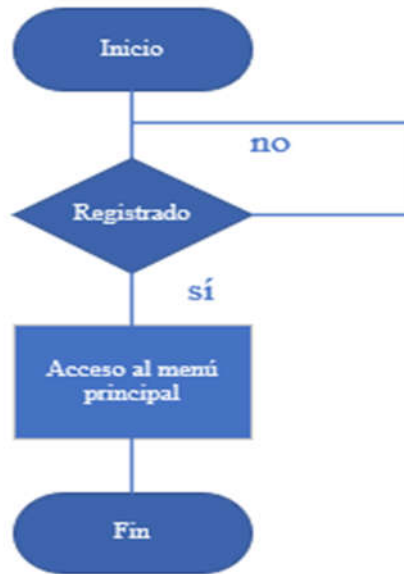 Inicio
no
Registrado
sí
Acceso al menú
principal
Fin